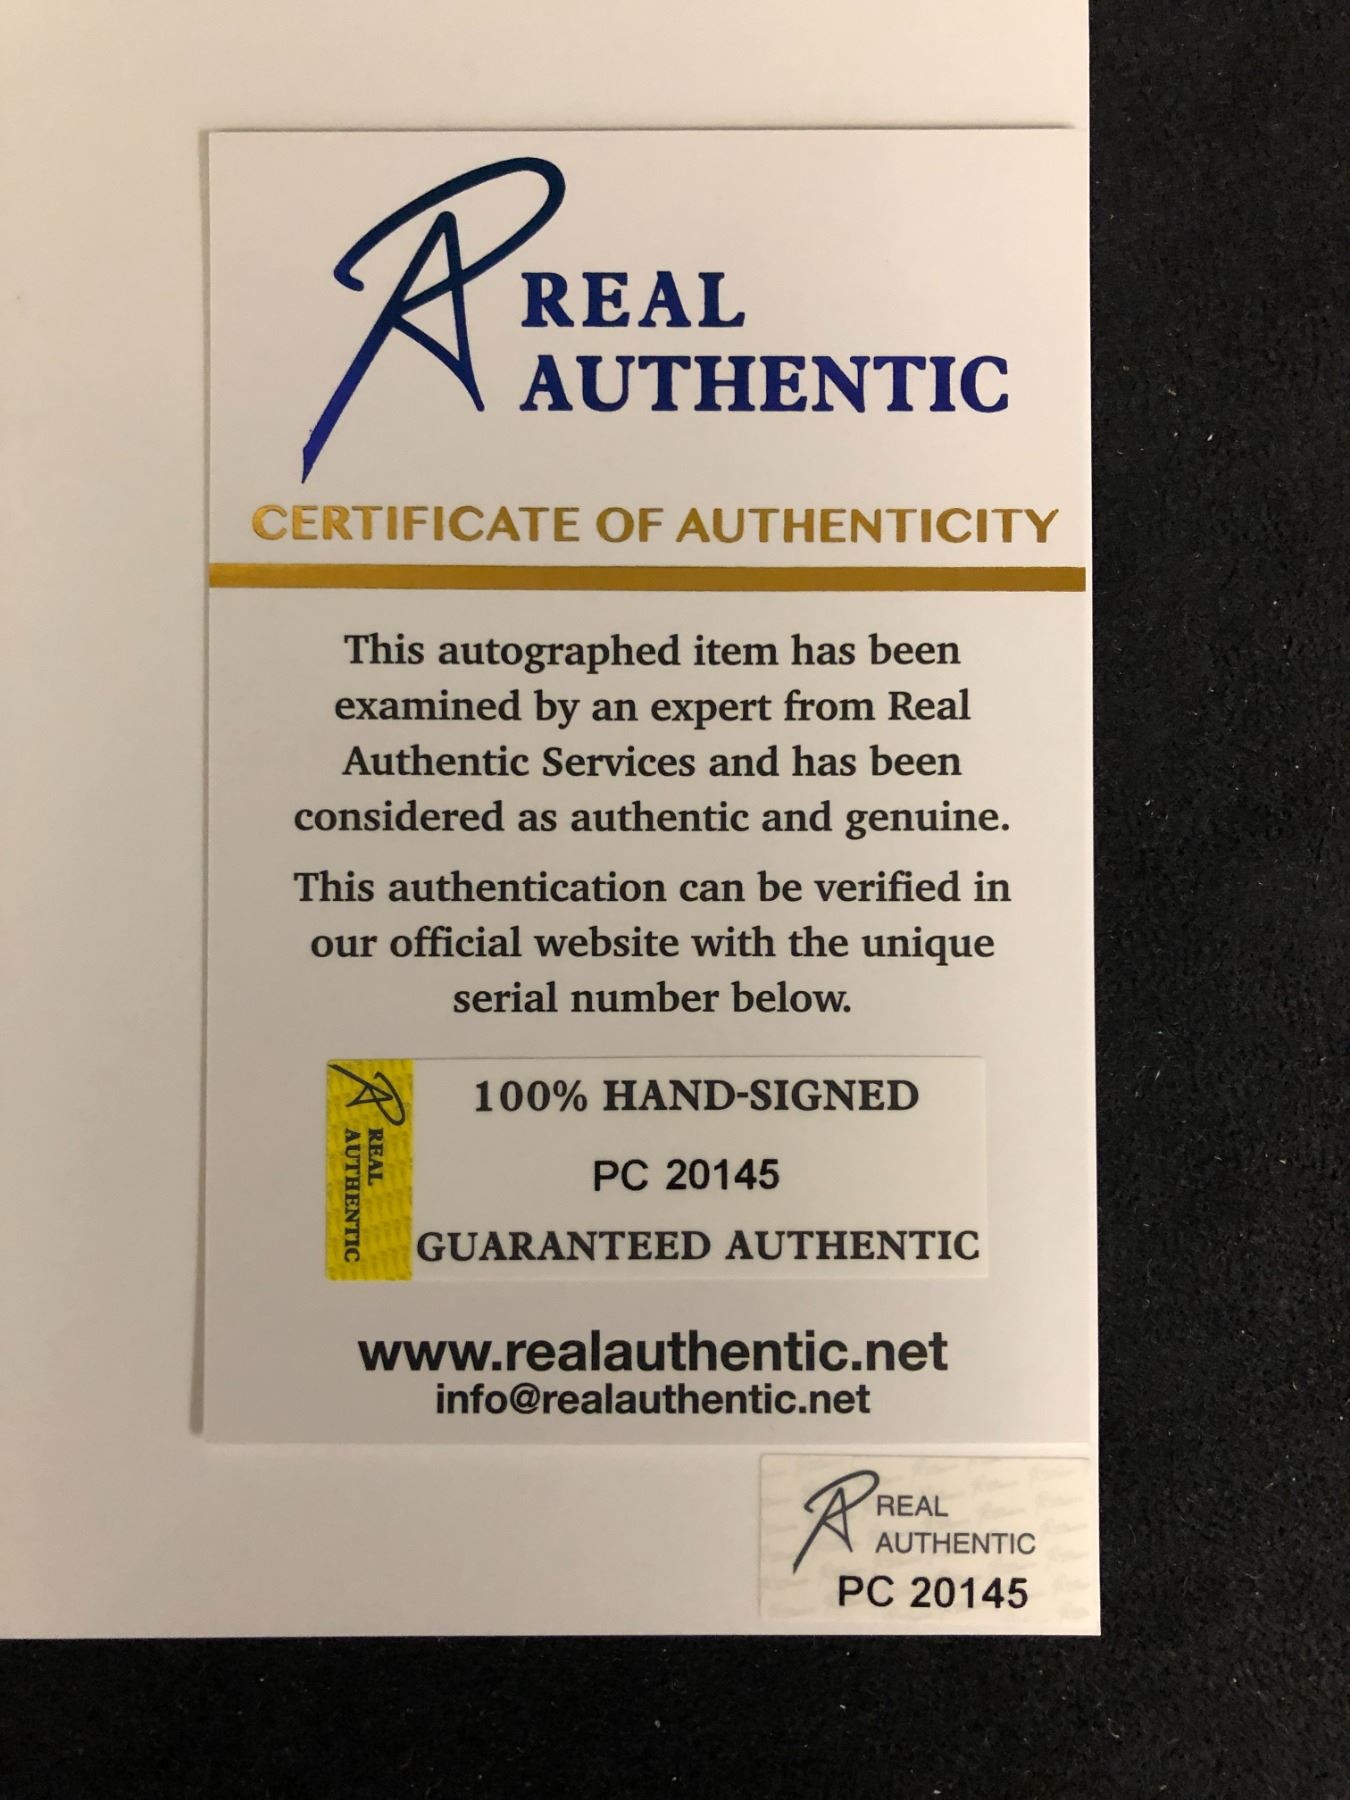 REAL
AUTHENTIC
CERTIFICATE OF AUTHENTICITY
This autographed item has been
examined by an expert from Real
Authentic Services and has been
considered as authentic and genuine.
This authentication can be verified in
our official website with the unique
serial number below.
REAL
AUTHENTIC
100% HAND-SIGNED
PC 20145
GUARANTEED AUTHENTIC
www.realauthentic.net
info@realauthentic.net
REAL
AUTHENTIC
PC 20145